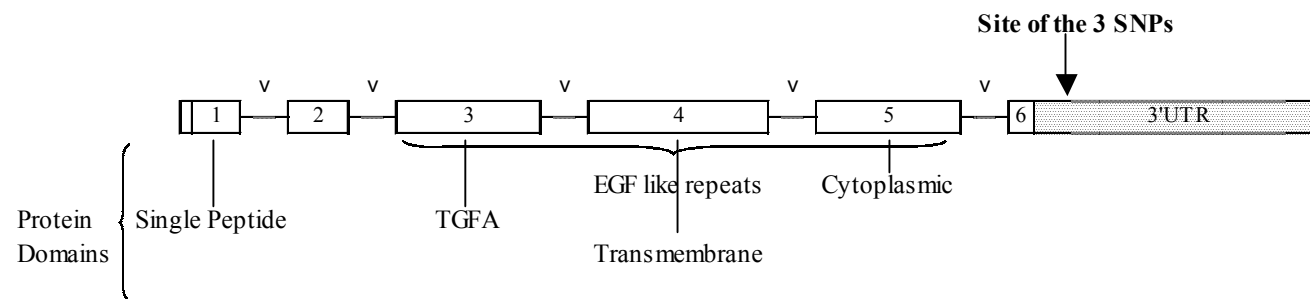 Site of the 3 SNPs
v v v v v
1 2 3 4 5 6 3'UTR
EGF like repeats Cytoplasmic
Protein Single Peptide TGFA
Domains Transmembrane